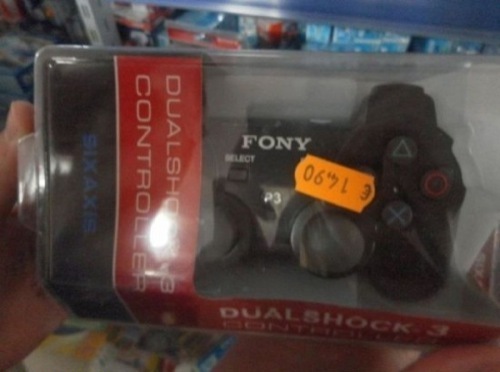 DUALSHOCK 3
CONTROLLER
SIXAXIS
FONY
SELECT
P3
€ 14,90
DUALSHOCK 3
CONTROLLER